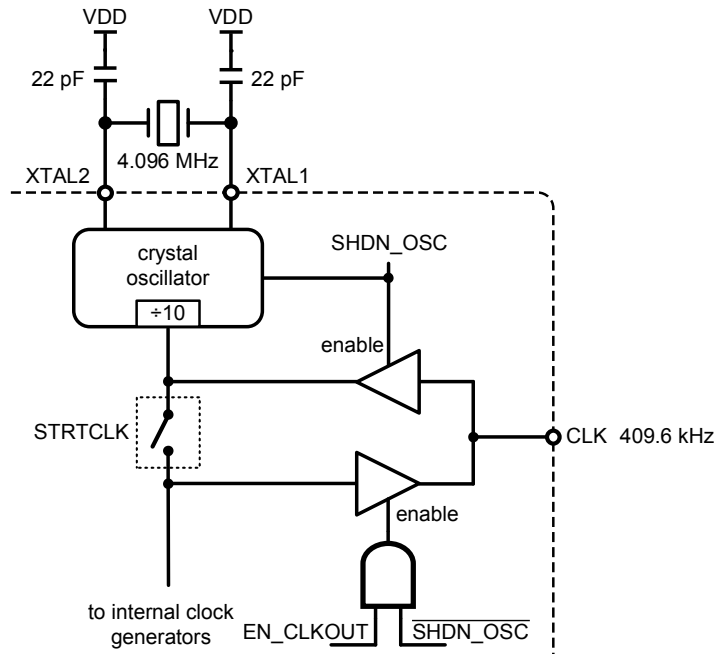 VDD
VDD
22 pF
22 pF
4.096 MHz
XTAL2
XTAL1
crystal
oscillator
÷10
SHDN_OSC
enable
STRTCLK
CLK 409.6 kHz
enable
to internal clock
generators
EN_CLKOUT
SHDN_OSC